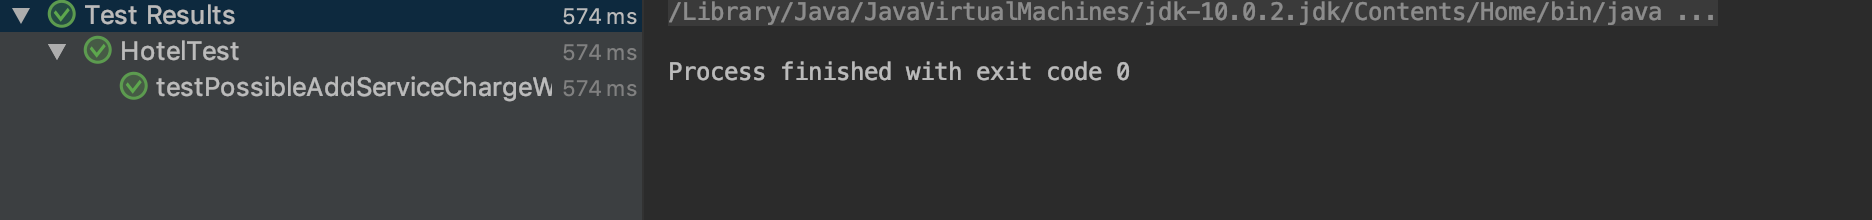 Test Results 574 ms
HotelTest 574 ms
testPossibleAddServiceChargeW 574 ms
/Library/Java/JavaVirtualMachines/jdk-10.0.2.jdk/Contents/Home/bin/java ...
Process finished with exit code 0